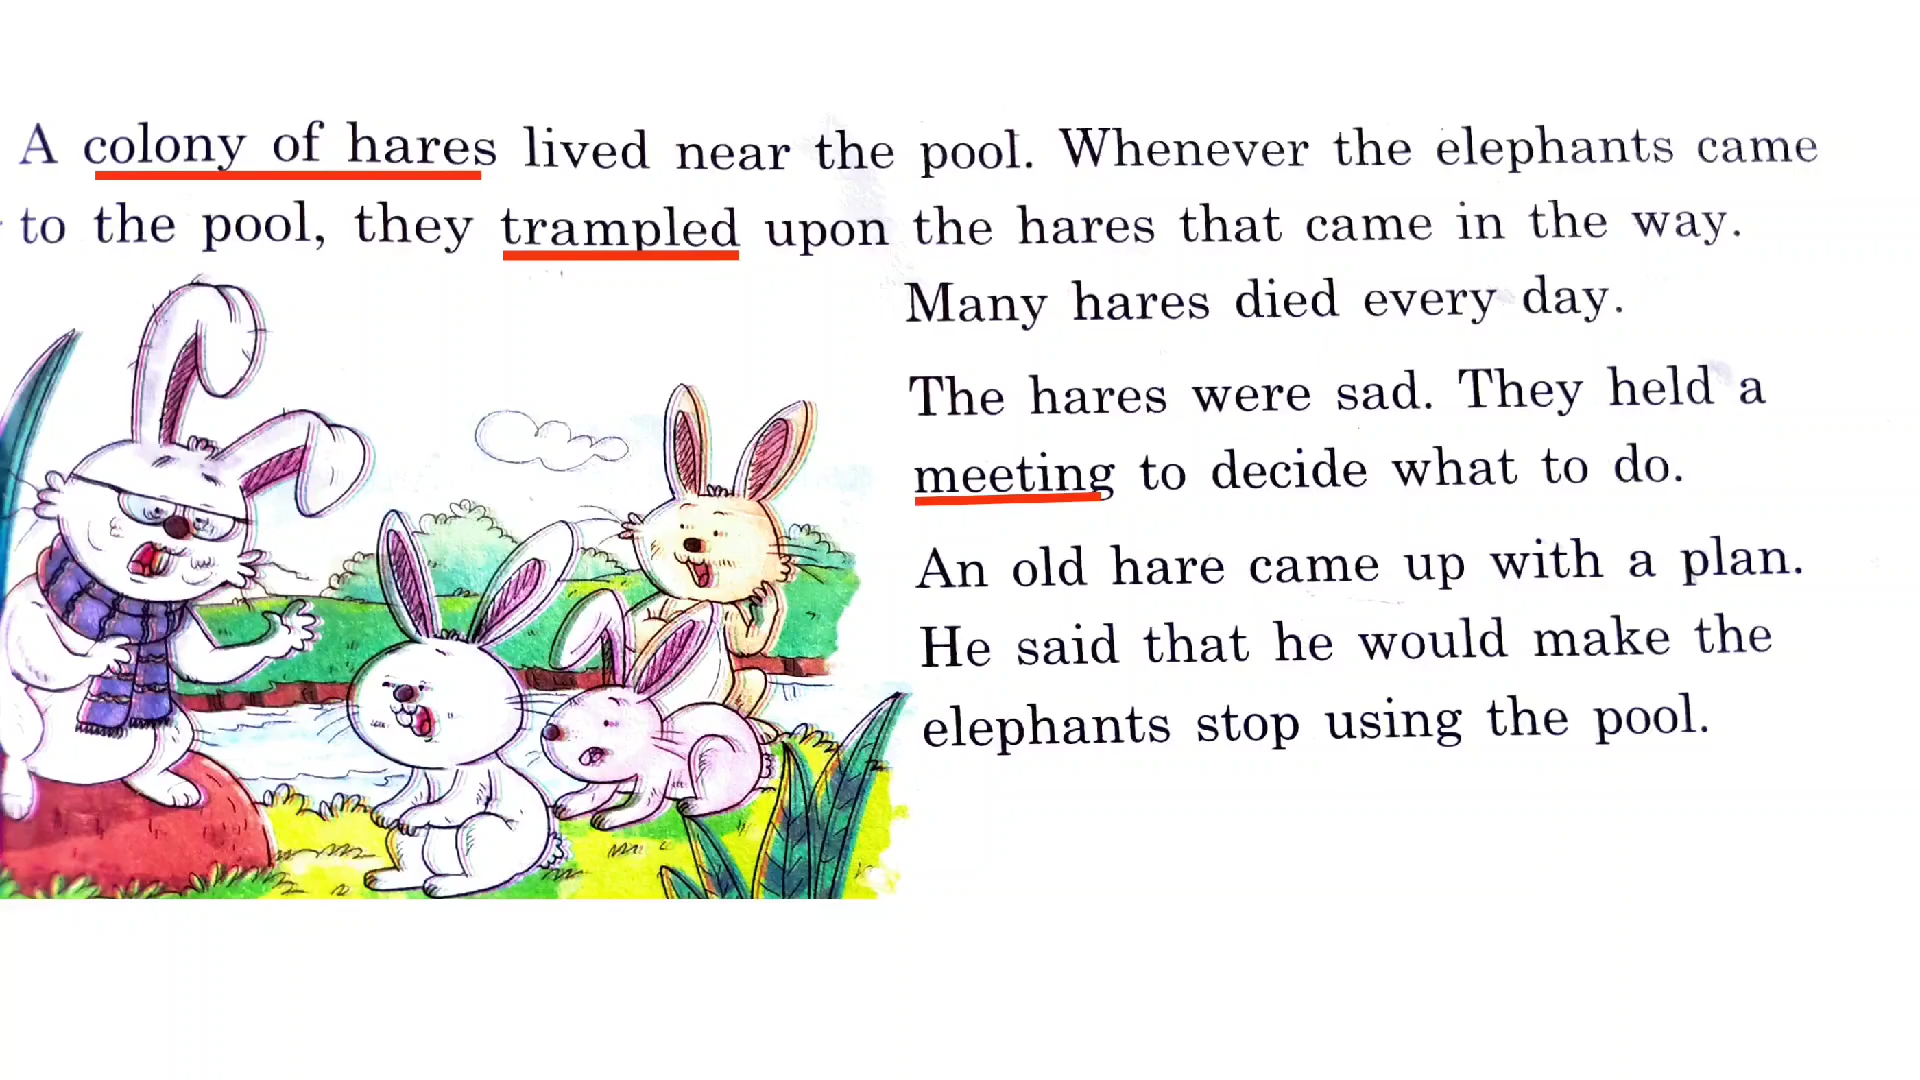 A colony of hares lived near the pool. Whenever the elephants came
to the pool, they trampled upon the hares that came in the way.
Many hares died every day.
The hares were sad. They held a
meeting to decide what to do.
An old hare came up with a plan.
He said that he would make the
elephants stop using the pool.